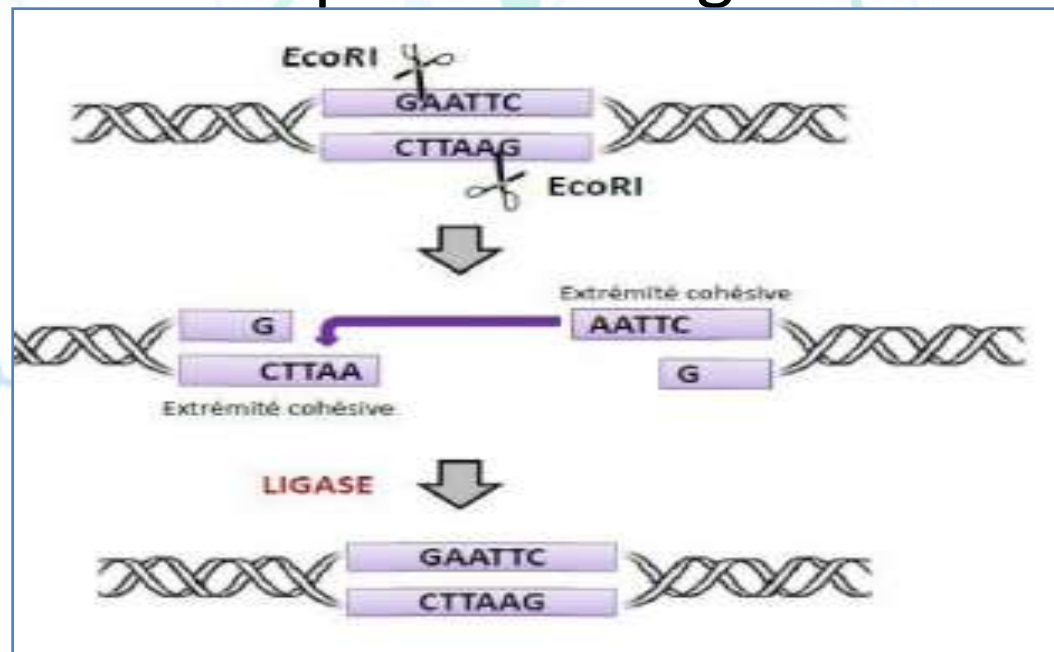 EcoRI
GAATTC
CTTAAG
EcoRI
Extrémité cohésive
G
AATTC
CTTAA
G
Extrémité cohésive
LIGASE
GAATTC
CTTAAG